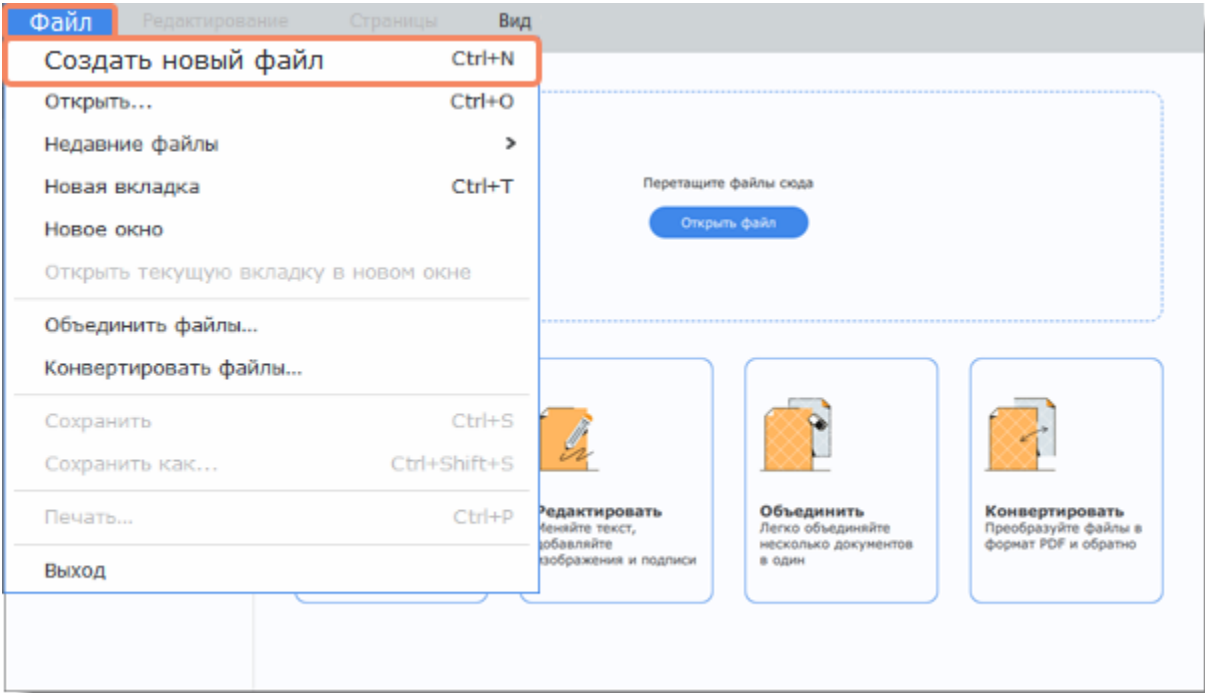 Файл Редактирование Страницы Вид
Создать новый файл Ctrl+N
Открыть... Ctrl+O
Недавние файлы >
Новая вкладка Ctrl+T
Новое окно
Открыть текущую вкладку в новом окне
Объединить файлы...
Конвертировать файлы...
Сохранить Ctrl+S
Сохранить как... Ctrl+Shift+S
Печать... Ctrl+P
Выход
Перетащите файлы сюда
Открыть файл
Редактировать
Меняйте текст,
добавляйте
изображения и подписи
Объединить
Легко объединяйте
несколько документов
в один
Конвертировать
Преобразуйте файлы в
формат PDF и обратно